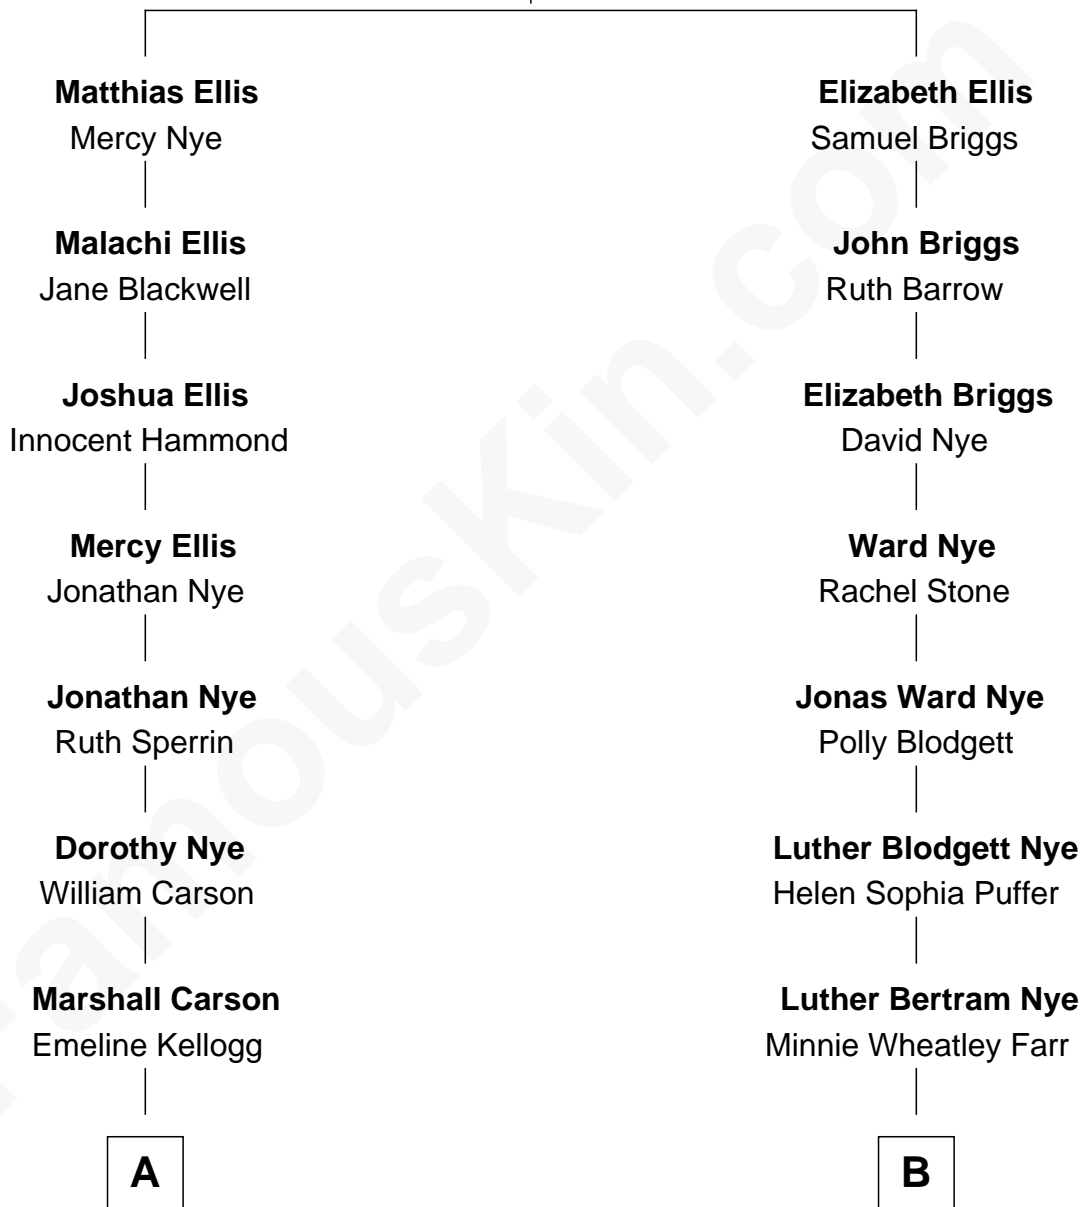 Matthias Ellis
Mercy Nye
Malachi Ellis
Jane Blackwell
Joshua Ellis
Innocent Hammond
Mercy Ellis
Jonathan Nye
Jonathan Nye
Ruth Sperrin
Dorothy Nye
William Carson
Marshall Carson
Emeline Kellogg
A
Elizabeth Ellis
Samuel Briggs
John Briggs
Ruth Barrow
Elizabeth Briggs
David Nye
Ward Nye
Rachel Stone
Jonas Ward Nye
Polly Blodgett
Luther Blodgett Nye
Helen Sophia Puffer
Luther Bertram Nye
Minnie Wheatley Farr
B
FamousKin.com